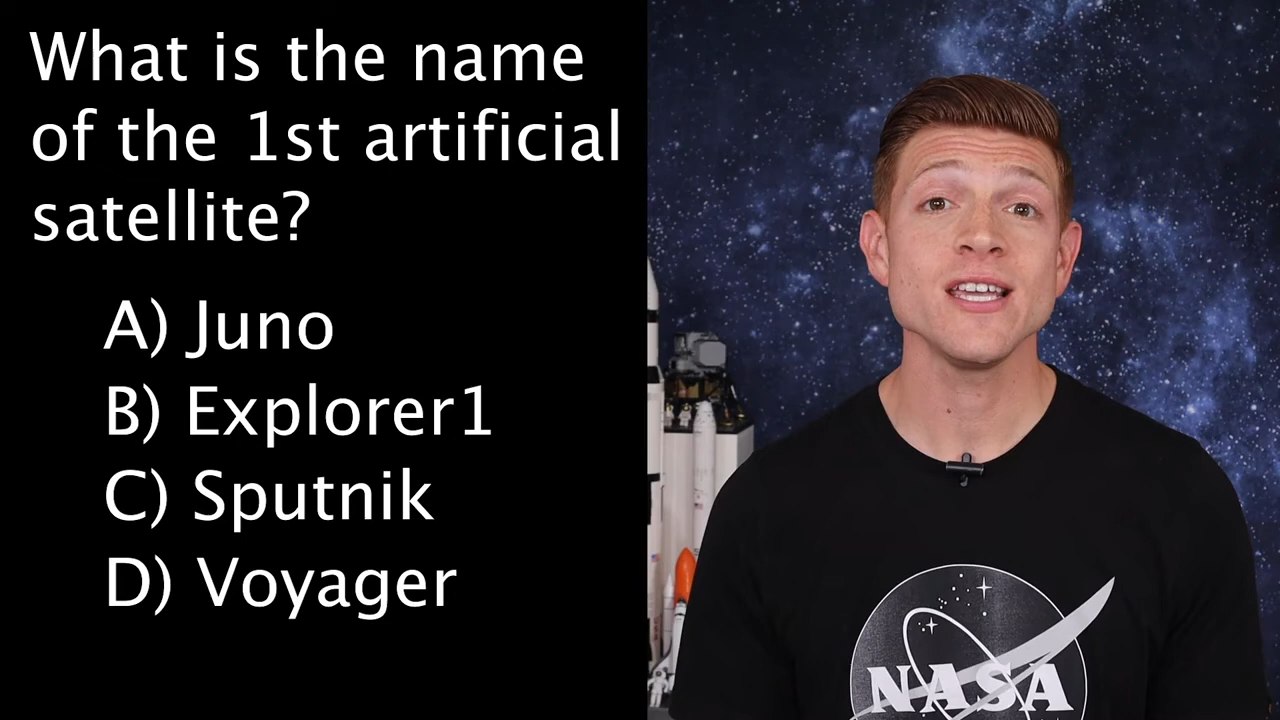 What is the name
of the 1st artificial
satellite?
A) Juno
B) Explorer1
C) Sputnik
D) Voyager
NASA